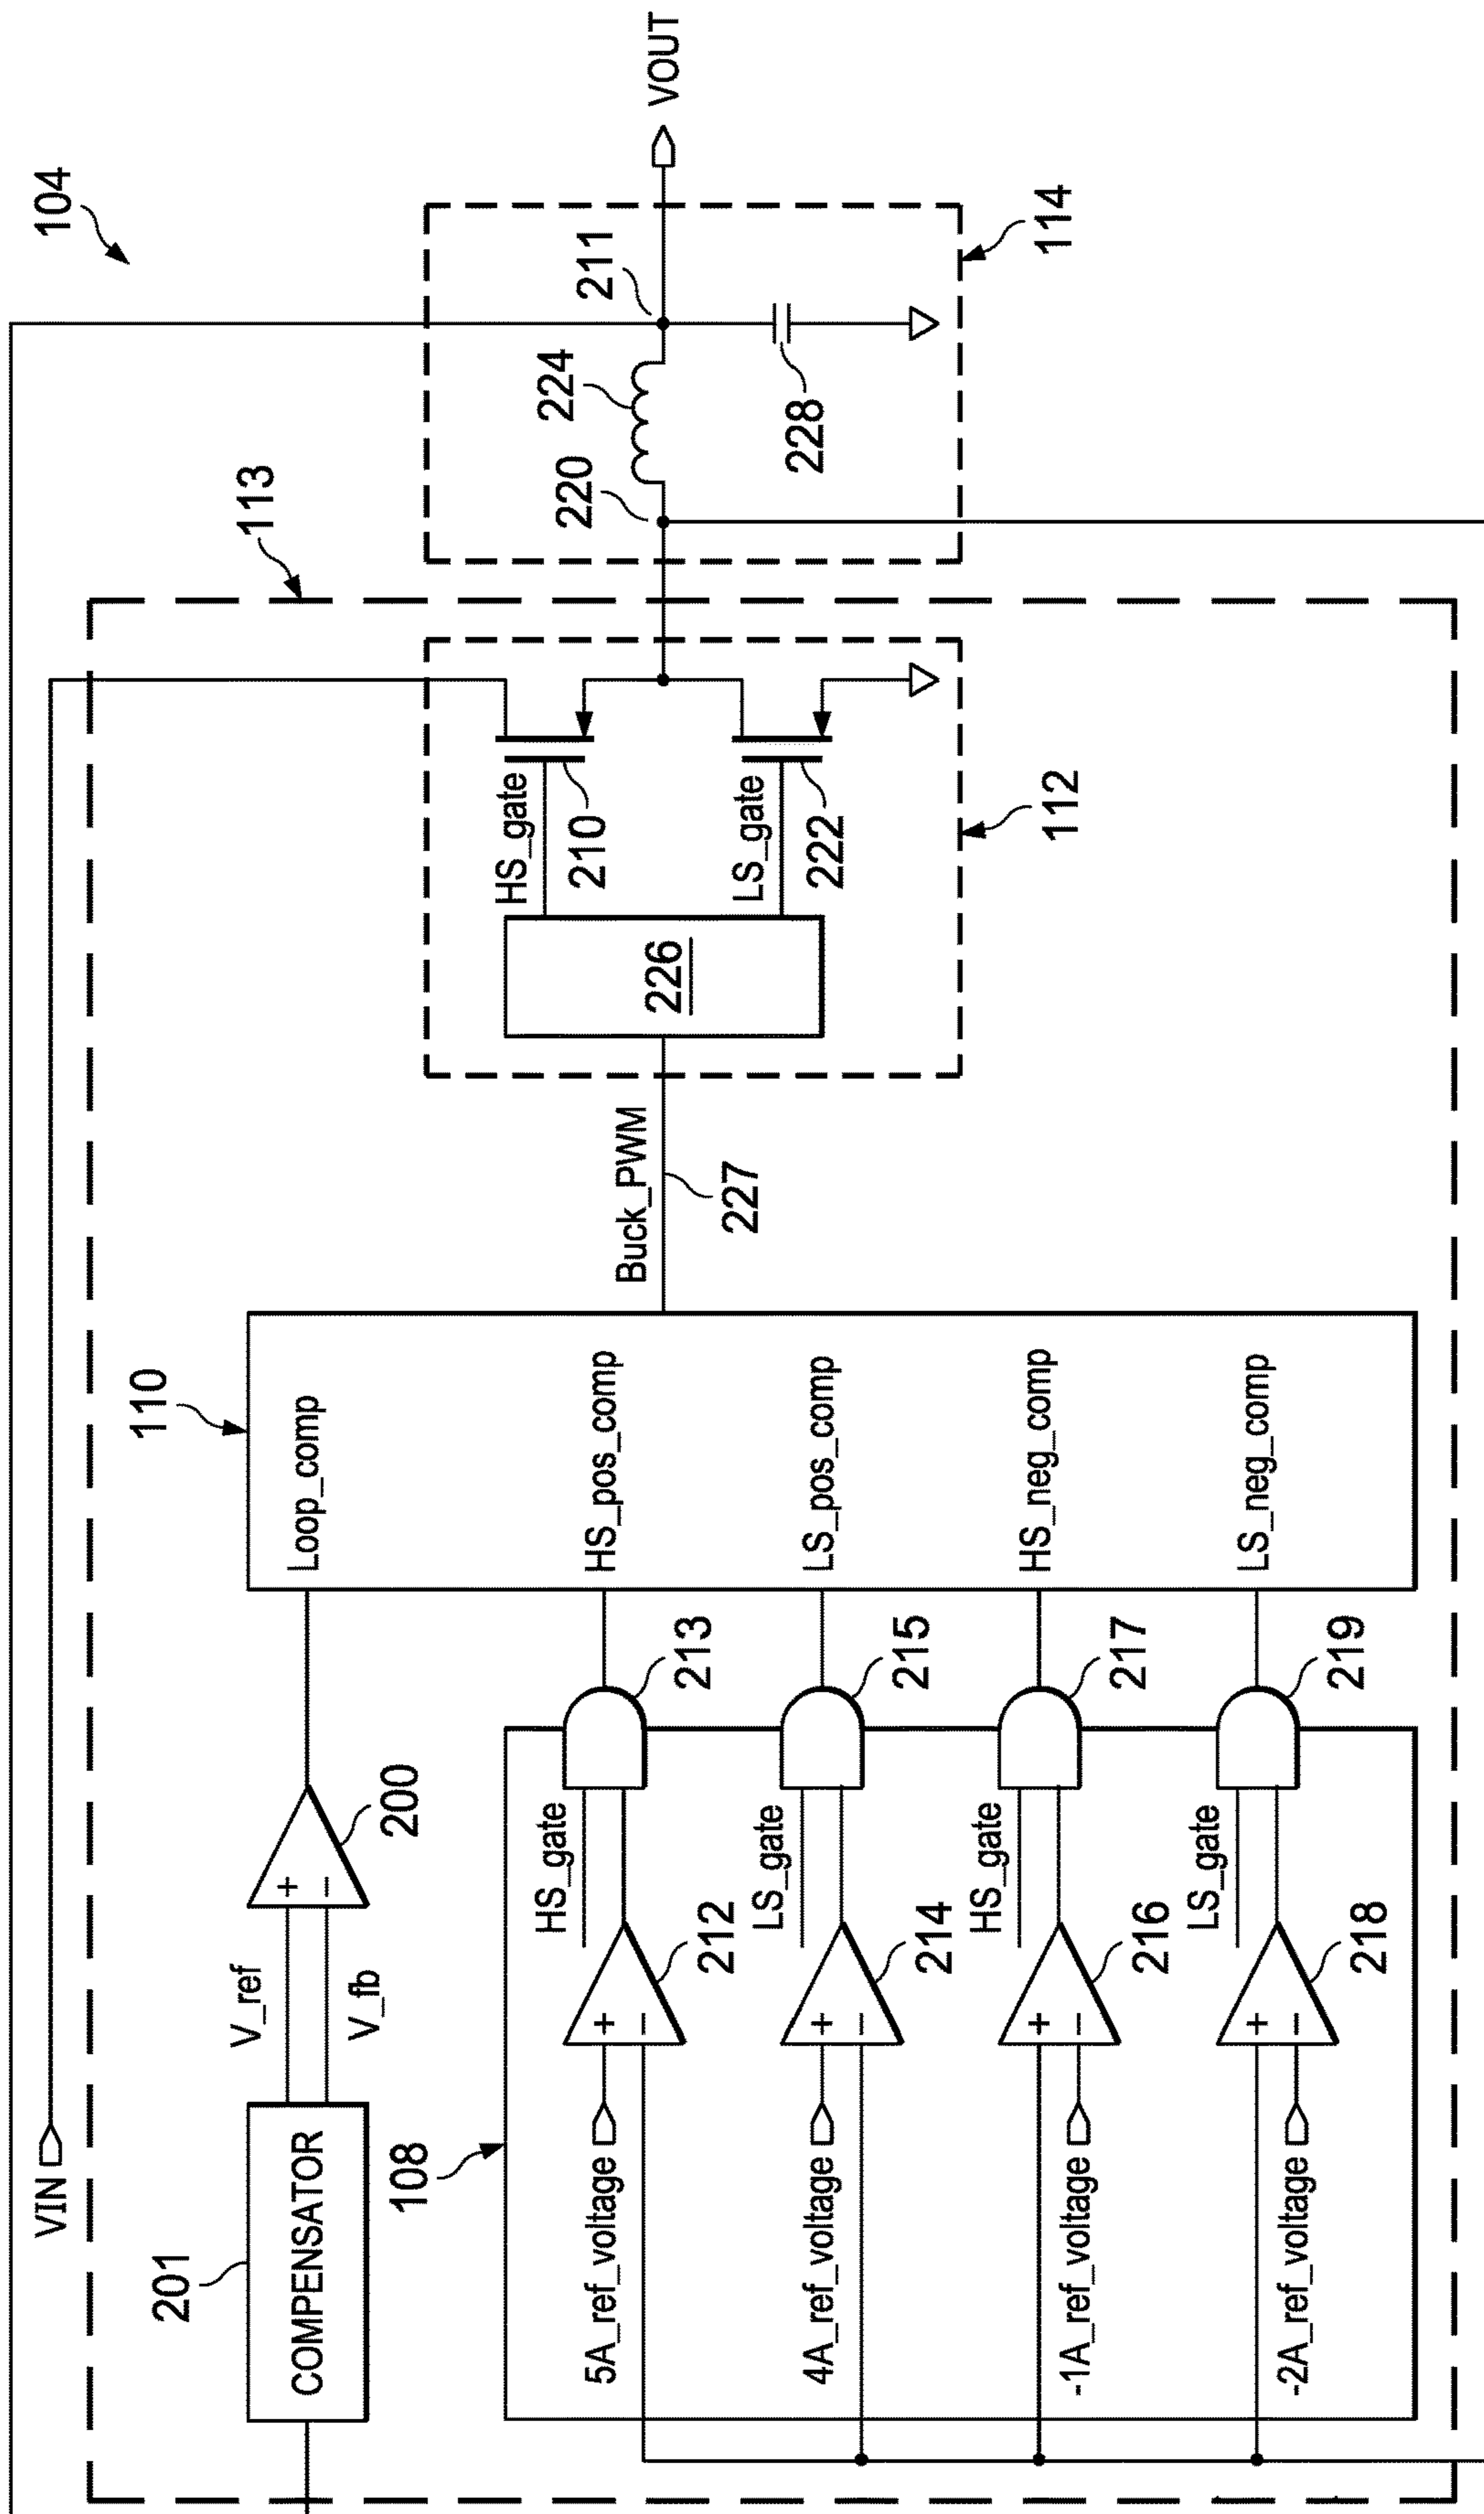 104
VIN
VOUT
113
201
COMPENSATOR
V_ref
V_fb
200
110
Loop_comp
HS_pos_comp
LS_pos_comp
HS_neg_comp
LS_neg_comp
Buck_PWM
227
226
HS_gate
210
LS_gate
222
112
220
224
211
228
114
108
5A_ref_voltage
212
HS_gate
213
4A_ref_voltage
214
LS_gate
215
-1A_ref_voltage
216
HS_gate
217
-2A_ref_voltage
218
LS_gate
219